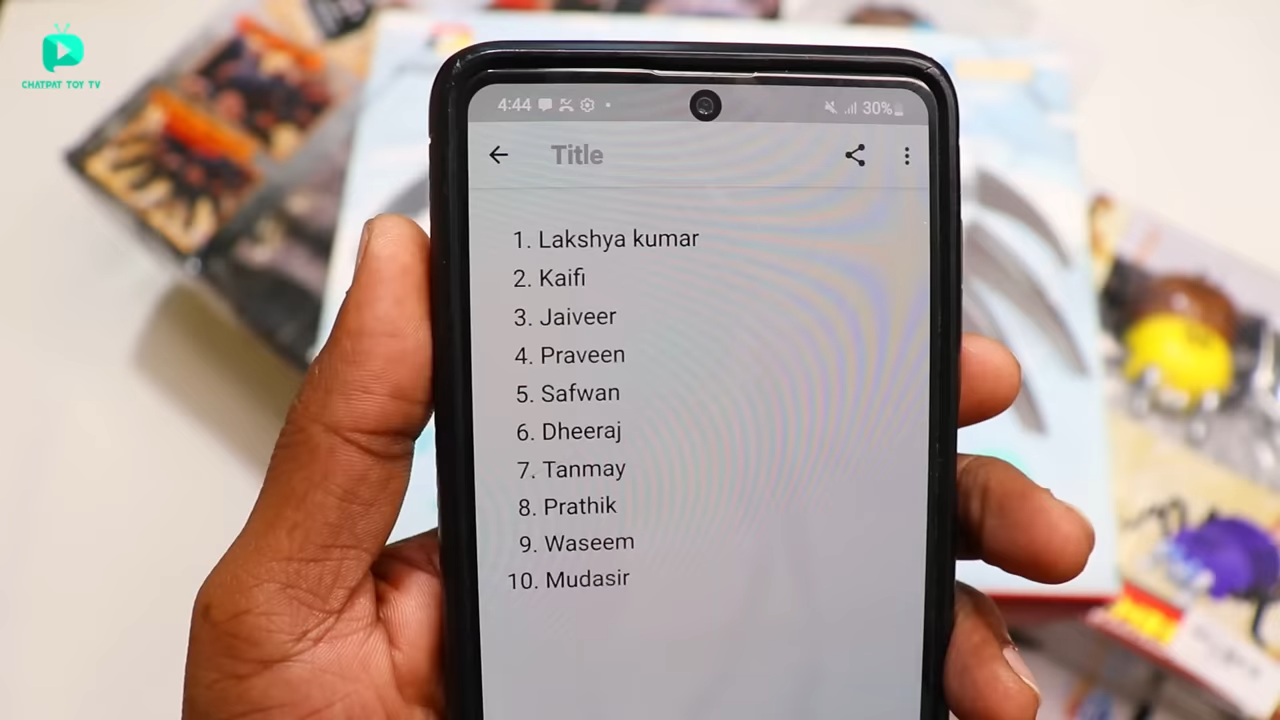 CHATPAT TOY TV
4:44
30%
Title
1. Lakshya kumar
2. Kaifi
3. Jaiveer
4. Praveen
5. Safwan
6. Dheeraj
7. Tanmay
8. Prathik
9. Waseem
10. Mudasir